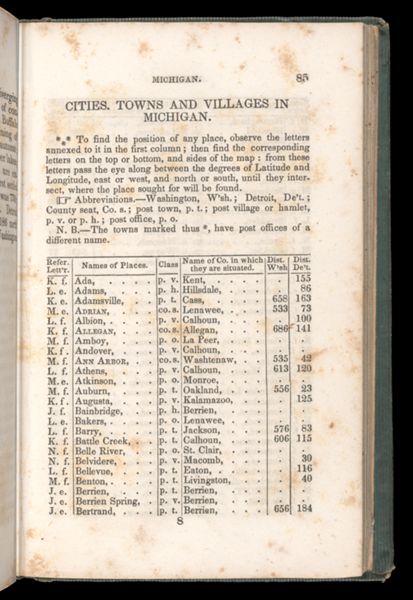 MICHIGAN. 85
CITIES. TOWNS AND VILLAGES IN
MICHIGAN.
*** To find the position of any place, observe the letters
annexed to it in the first column; then find the corresponding
letters on the top or bottom, and sides of the map: from these
letters pass the eye along between the degrees of Latitude and
Longitude, east or west, and north or south, until they inter-
sect, where the place sought for will be found.
☞ Abbreviations.—Washington, W'sh.; Detroit, De't.;
County seat, Co. s.; post town, p. t.; post village or hamlet,
p. v. or p. h.; post office, p. o.
N. B.—The towns marked thus *, have post offices of a
different name.
Refer. Lett'r. Names of Places. Class Name of Co. in which they are situated. Dist. W'sh Dist. De't.
K. f. Ada, . . . . p. v. Kent, . . . . . 155
L. e. Adams, . . . . p. h. Hillsdale, . . . . 86
K. e. Adamsville, . . . p. t. Cass, . . . . 658 163
M. e. ADRIAN, . . . co. s. Lenawee, . . . . 533 73
L. f. Albion, . . . . p. v. Calhoun, . . . . 100
K. f. ALLEGAN, . . . co. s. Allegan, . . . . 686 141
M. f. Amboy, . . . . p. o. La Peer, . . . .
K. f. Andover, . . . . p. v. Calhoun, . . . .
M. f. ANN ARBOR, . . co. s. Washtenaw, . . . 535 42
L. f. Athens, . . . . p. v. Calhoun, . . . . 613 120
M. e. Atkinson, . . . p. o. Monroe, . . . .
M. f. Auburn, . . . . p. t. Oakland, . . . . 556 23
K. f. Augusta, . . . . p. v. Kalamazoo, . . . 125
J. f. Bainbridge, . . . p. h. Berrien, . . . .
L. e. Bakers, . . . . p. o. Lenawee, . . . .
L. f. Barry, . . . . p. t. Jackson, . . . . 576 83
K. f. Battle Creek, . . p. t. Calhoun, . . . . 606 115
N. f. Belle River, . . . p. o. St. Clair, . . . .
N. f. Belvidere, . . . p. v. Macomb, . . . . 30
L. f. Bellevue, . . . . p. t. Eaton, . . . . 116
M. f. Benton, . . . . p. t. Livingston, . . . . 40
J. e. Berrien, . . . . p. t. Berrien, . . . .
J. e. Berrien Spring, . . p. v. Berrien, . . . .
J. e. Bertrand, . . . p. t. Berrien, . . . . 656 184
8